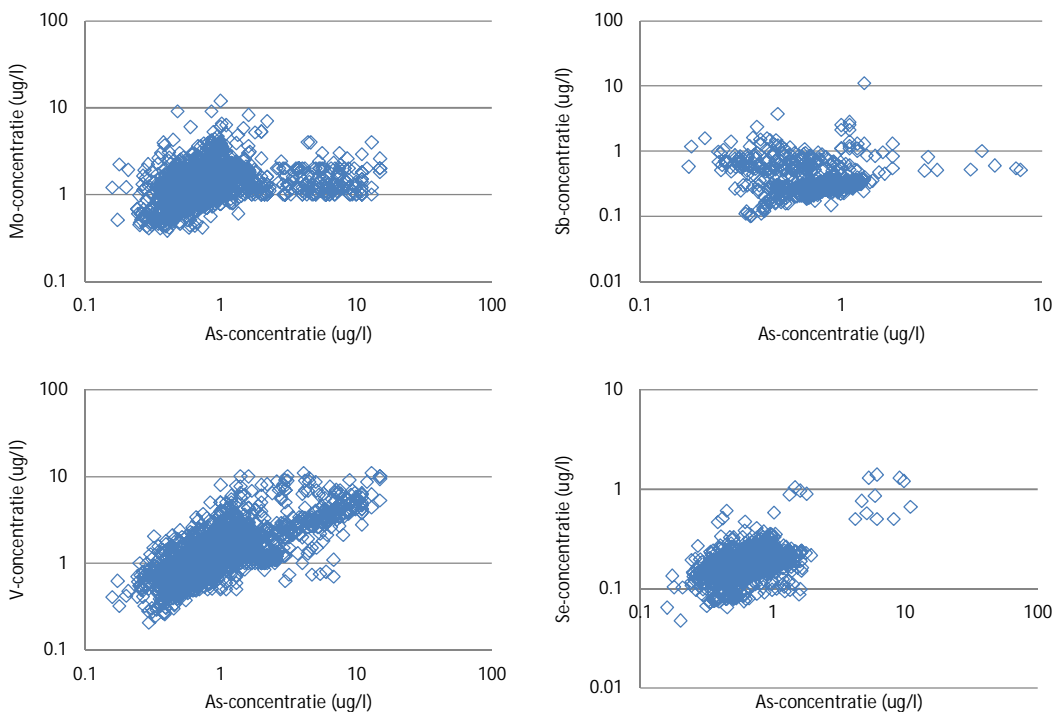 Mo-concentratie (ug/l)
100
10
1
0.1
0.1 1 10 100
As-concentratie (ug/l)
Sb-concentratie (ug/l)
100
10
1
0.1
0.01
0.1 1 10
As-concentratie (ug/l)
V-concentratie (ug/l)
100
10
1
0.1
0.1 1 10 100
As-concentratie (ug/l)
Se-concentratie (ug/l)
10
1
0.1
0.01
0.1 1 10 100
As-concentratie (ug/l)